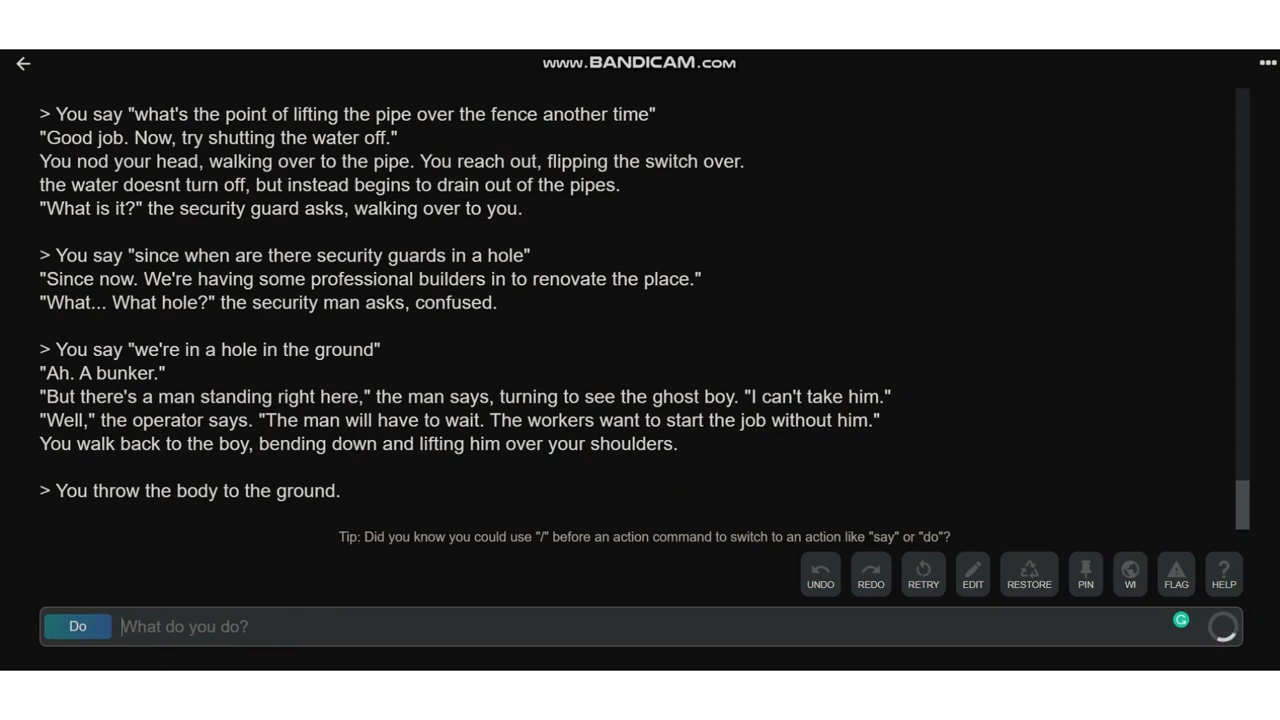 www.BANDICAM.com
> You say "what's the point of lifting the pipe over the fence another time"
"Good job. Now, try shutting the water off."
You nod your head, walking over to the pipe. You reach out, flipping the switch over.
the water doesnt turn off, but instead begins to drain out of the pipes.
"What is it?" the security guard asks, walking over to you.
> You say "since when are there security guards in a hole"
"Since now. We're having some professional builders in to renovate the place."
"What... What hole?" the security man asks, confused.
> You say "we're in a hole in the ground"
"Ah. A bunker."
"But there's a man standing right here," the man says, turning to see the ghost boy. "I can't take him."
"Well," the operator says. "The man will have to wait. The workers want to start the job without him."
You walk back to the boy, bending down and lifting him over your shoulders.
> You throw the body to the ground.
Tip: Did you know you could use "/" before an action command to switch to an action like "say" or "do"?
UNDO REDO RETRY EDIT RESTORE PIN WI FLAG HELP
Do What do you do?